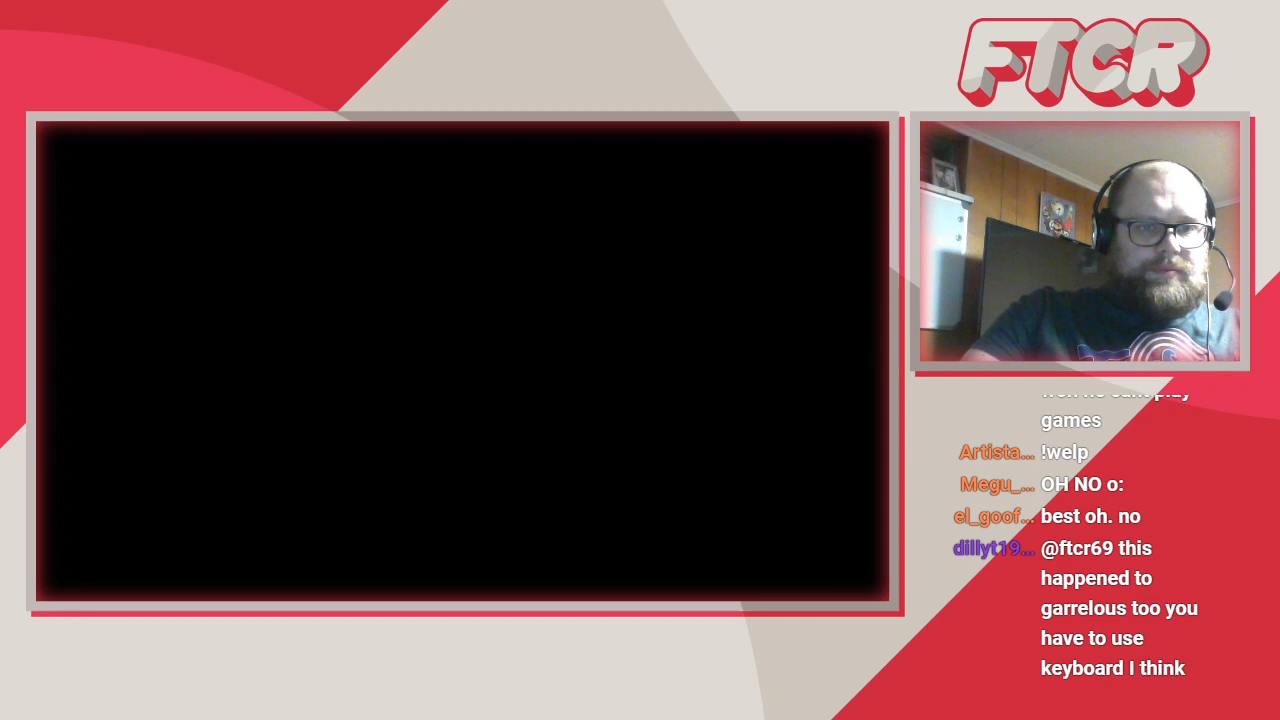 FTCR
games
Artista... !welp
Megu_... OH NO o:
el_goof... best oh. no
dillyt19... @ftcr69 this
happened to
garrelous too you
have to use
keyboard I think